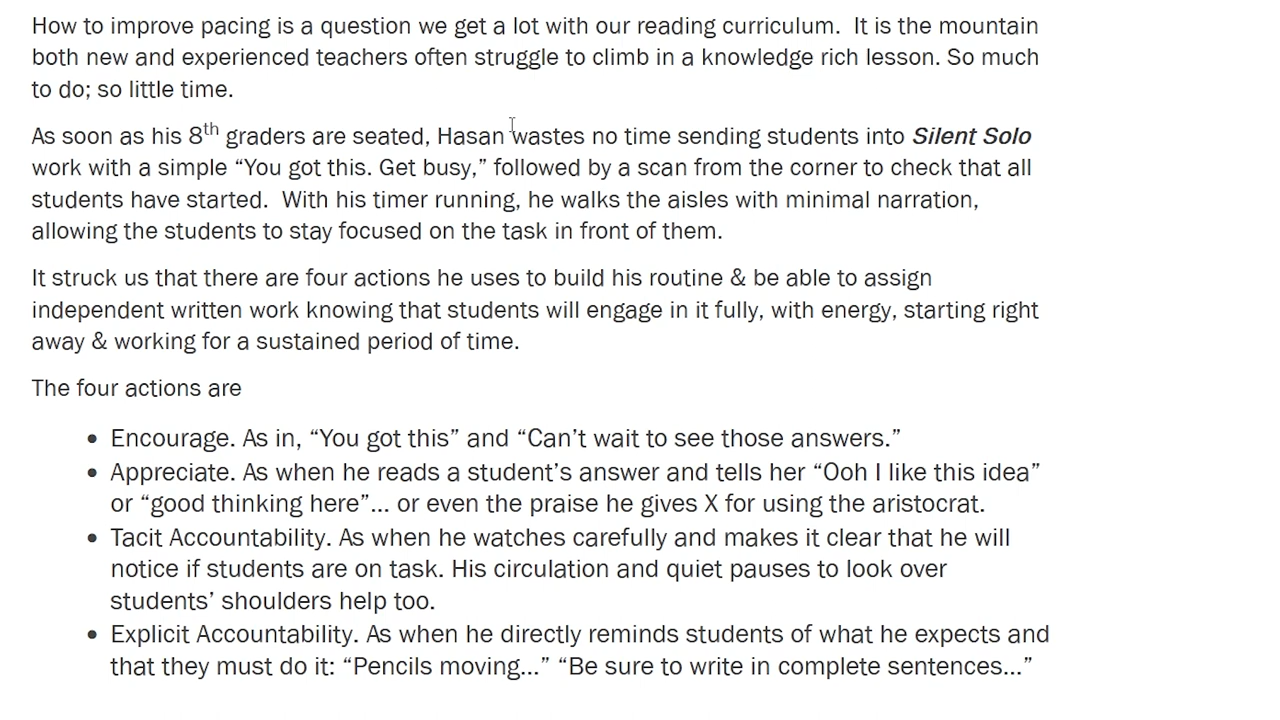 How to improve pacing is a question we get a lot with our reading curriculum.  It is the mountain
both new and experienced teachers often struggle to climb in a knowledge rich lesson. So much
to do; so little time.
As soon as his 8th graders are seated, Hasan wastes no time sending students into Silent Solo
work with a simple “You got this. Get busy,” followed by a scan from the corner to check that all
students have started.  With his timer running, he walks the aisles with minimal narration,
allowing the students to stay focused on the task in front of them.
It struck us that there are four actions he uses to build his routine & be able to assign
independent written work knowing that students will engage in it fully, with energy, starting right
away & working for a sustained period of time.
The four actions are
• Encourage. As in, “You got this” and “Can’t wait to see those answers.”
• Appreciate. As when he reads a student’s answer and tells her “Ooh I like this idea”
or “good thinking here”… or even the praise he gives X for using the aristocrat.
• Tacit Accountability. As when he watches carefully and makes it clear that he will
notice if students are on task. His circulation and quiet pauses to look over
students’ shoulders help too.
• Explicit Accountability. As when he directly reminds students of what he expects and
that they must do it: “Pencils moving…” “Be sure to write in complete sentences…”